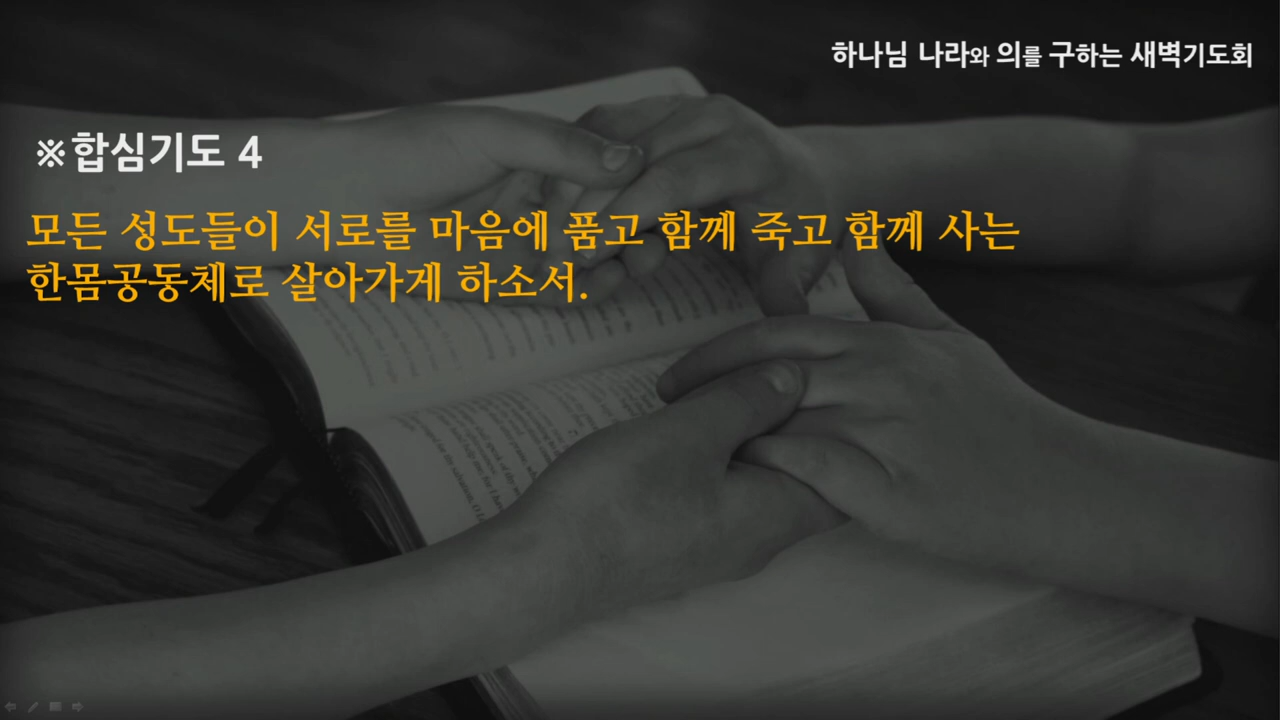 하나님 나라와 의를 구하는 새벽기도회
※합심기도 4
모든 성도들이 서로를 마음에 품고 함께 죽고 함께 사는
한몸공동체로 살아가게 하소서.